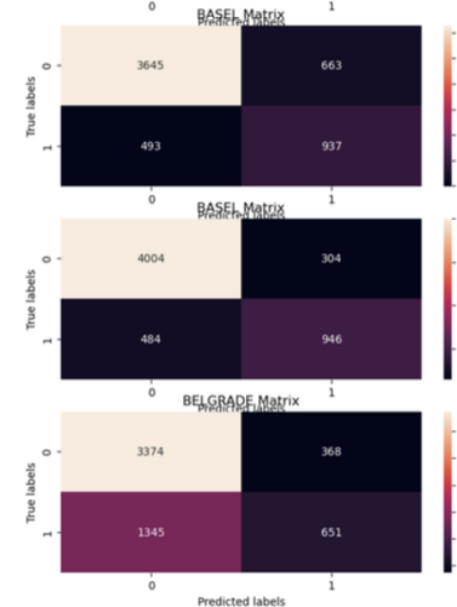 0 1
BASEL Matrix
Predicted labels
True labels
0
3645 663
1
493 937
0 1
BASEL Matrix
Predicted labels
True labels
0
4004 304
1
484 946
0 1
BELGRADE Matrix
Predicted labels
True labels
0
3374 368
1
1345 651
0 1
Predicted labels